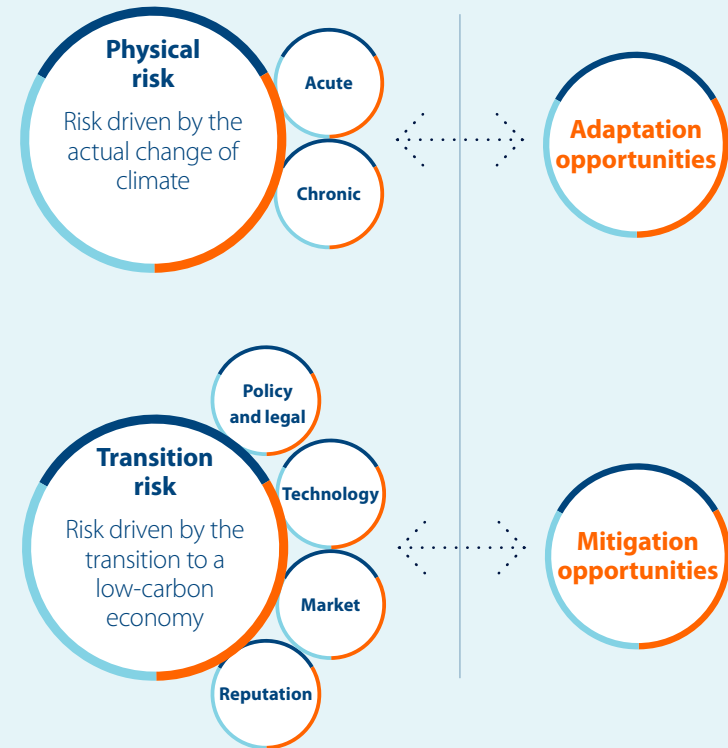 Physical
risk
Risk driven by the
actual change of
climate
Acute
Chronic
Adaptation
opportunities
Policy
and legal
Transition
risk
Risk driven by the
transition to a
low-carbon
economy
Technology
Market
Reputation
Mitigation
opportunities